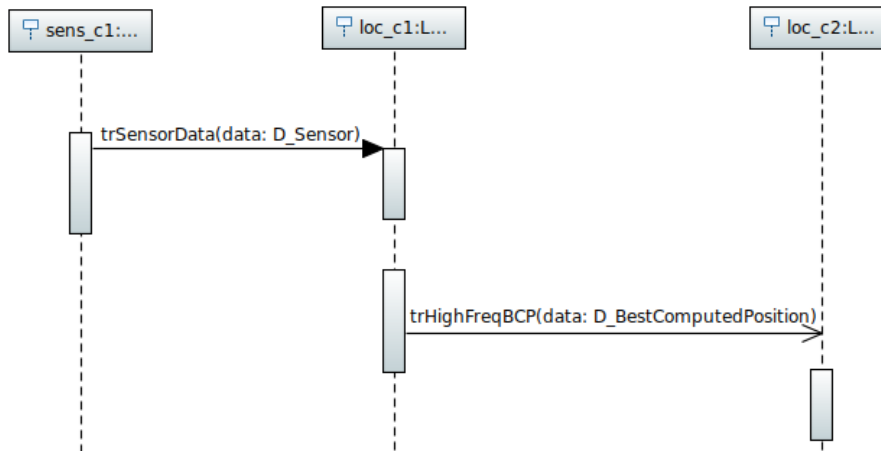 sens_c1:...
loc_c1:L...
loc_c2:L...
trSensorData(data: D_Sensor)
trHighFreqBCP(data: D_BestComputedPosition)